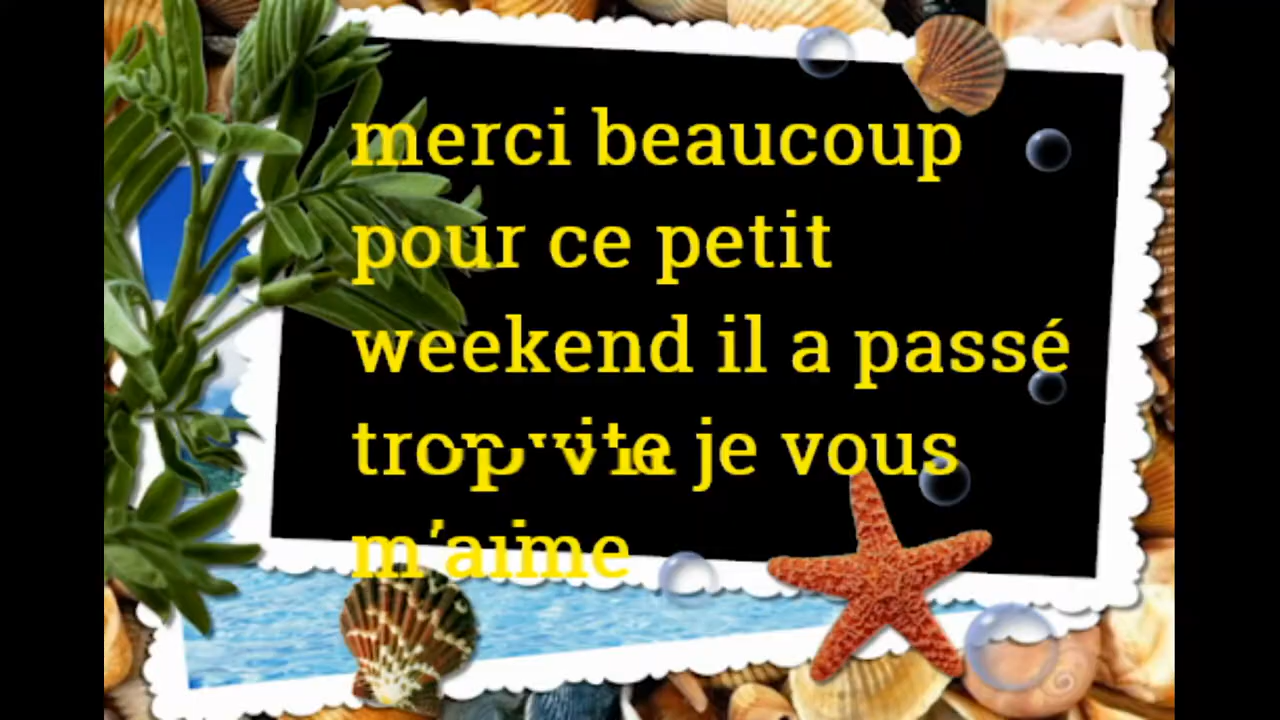 merci beaucoup
pour ce petit
weekend il a passé
trop vite je vous
m'aime